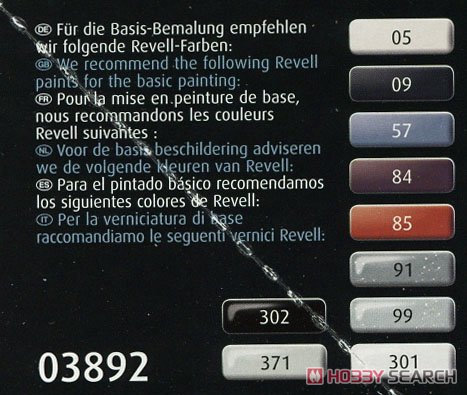 DE Für die Basis-Bemalung empfehlen
wir folgende Revell-Farben:
GB We recommend the following Revell
paints for the basic painting:
FR Pour la mise en peinture de base,
nous recommandons les couleurs
Revell suivantes :
NL Voor de basis beschildering adviseren
we de volgende kleuren van Revell:
ES Para el pintado básico recomendamos
los siguientes colores de Revell:
IT Per la verniciatura di base
raccomandiamo le seguenti vernici Revell:
05
09
57
84
85
91
302
99
371
301
03892
HOBBY SEARCH